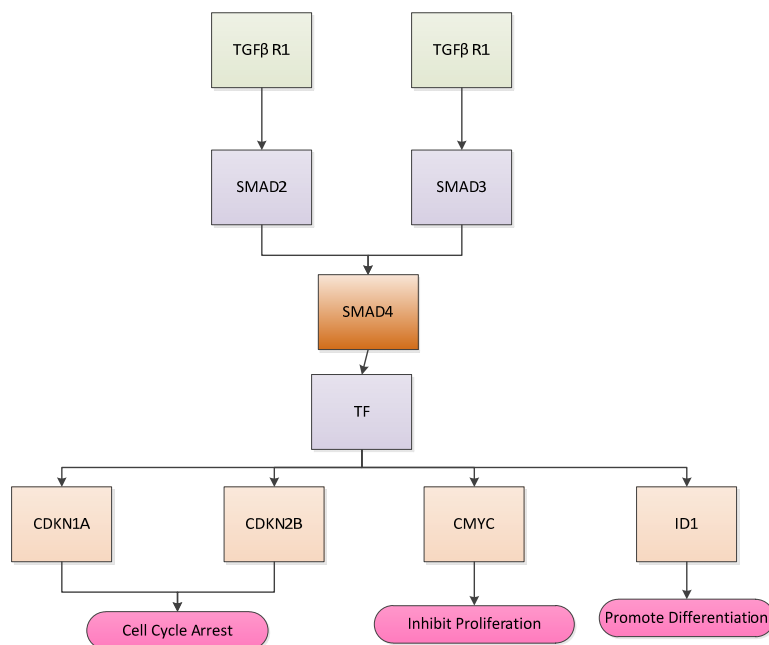 TGFβ R1
TGFβ R1
SMAD2
SMAD3
SMAD4
TF
CDKN1A
CDKN2B
CMYC
ID1
Cell Cycle Arrest
Inhibit Proliferation
Promote Differentiation